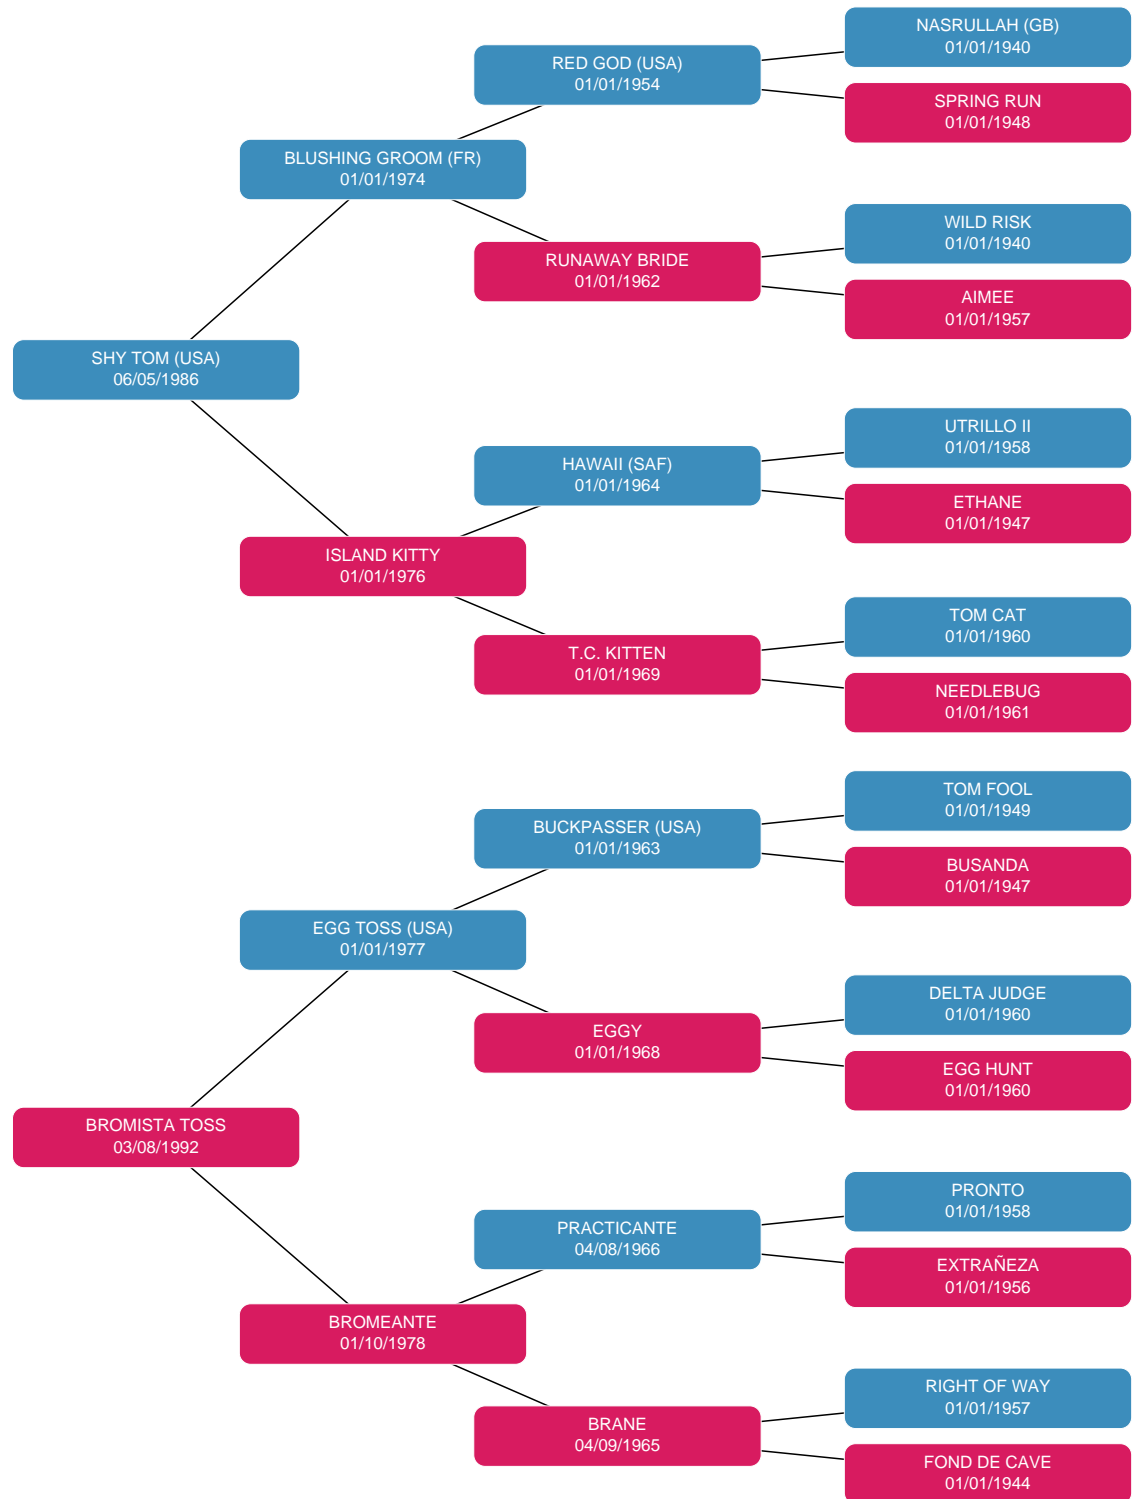 NASRULLAH (GB)
01/01/1940
RED GOD (USA)
01/01/1954
SPRING RUN
01/01/1948
BLUSHING GROOM (FR)
01/01/1974
WILD RISK
01/01/1940
RUNAWAY BRIDE
01/01/1962
AIMEE
01/01/1957
SHY TOM (USA)
06/05/1986
UTRILLO II
01/01/1958
HAWAII (SAF)
01/01/1964
ETHANE
01/01/1947
ISLAND KITTY
01/01/1976
TOM CAT
01/01/1960
T.C. KITTEN
01/01/1969
NEEDLEBUG
01/01/1961
TOM FOOL
01/01/1949
BUCKPASSER (USA)
01/01/1963
BUSANDA
01/01/1947
EGG TOSS (USA)
01/01/1977
DELTA JUDGE
01/01/1960
EGGY
01/01/1968
EGG HUNT
01/01/1960
BROMISTA TOSS
03/08/1992
PRONTO
01/01/1958
PRACTICANTE
04/08/1966
EXTRAÑEZA
01/01/1956
BROMEANTE
01/10/1978
RIGHT OF WAY
01/01/1957
BRANE
04/09/1965
FOND DE CAVE
01/01/1944